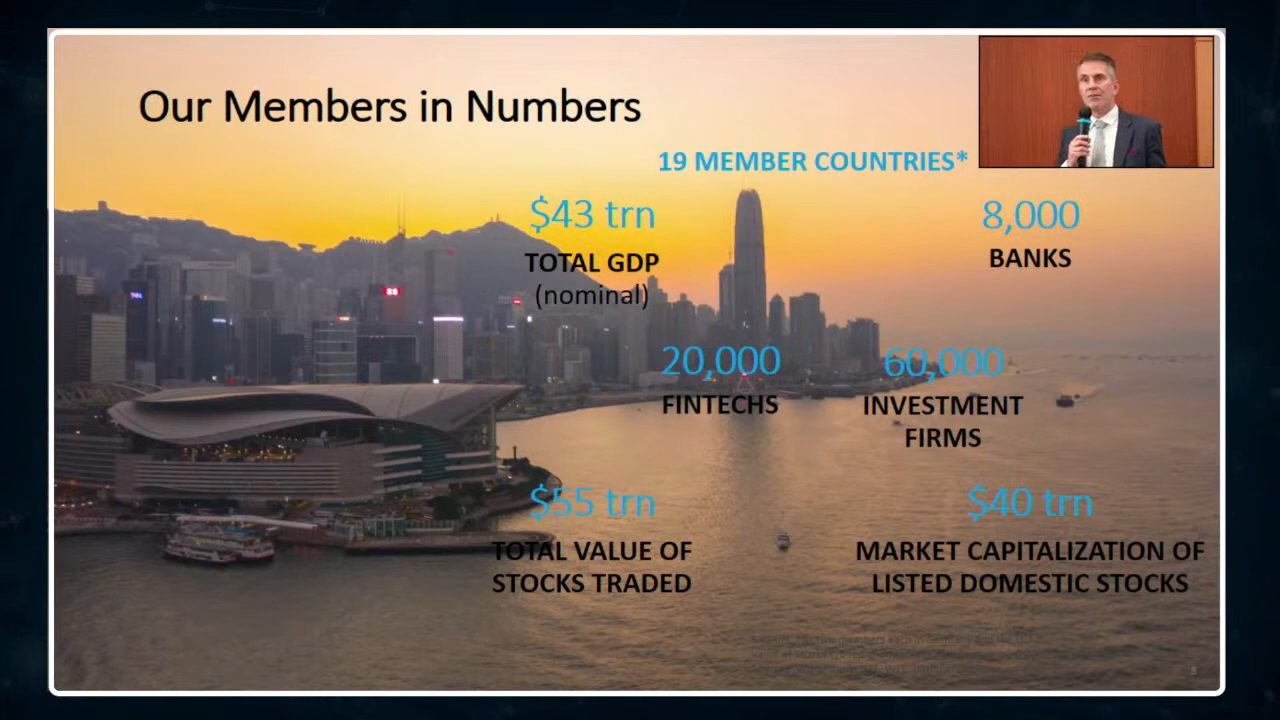 Our Members in Numbers
19 MEMBER COUNTRIES*
$43 trn
TOTAL GDP
(nominal)
8,000
BANKS
20,000
FINTECHS
60,000
INVESTMENT
FIRMS
$55 trn
TOTAL VALUE OF
STOCKS TRADED
$40 trn
MARKET CAPITALIZATION OF
LISTED DOMESTIC STOCKS